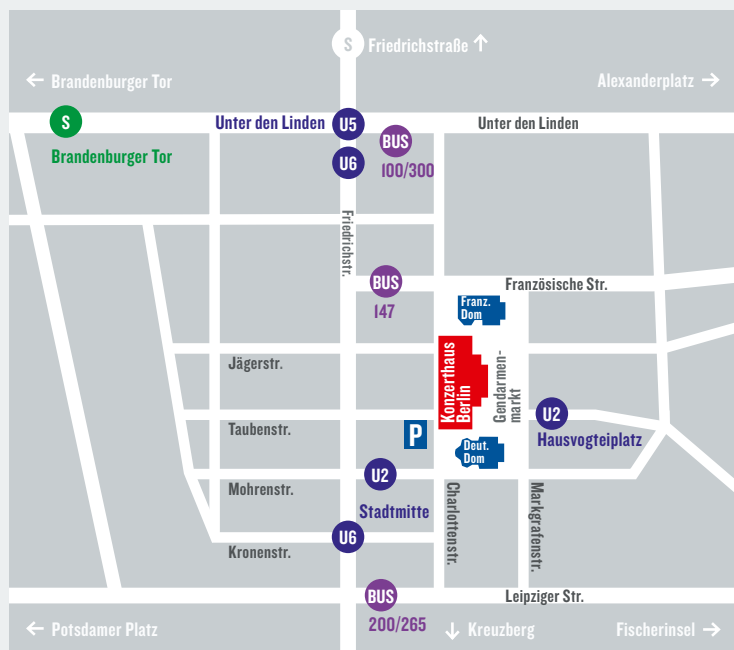 S Friedrichstraße ↑
← Brandenburger Tor
Alexanderplatz →
S
Unter den Linden
U5
Unter den Linden
BUS
Brandenburger Tor
U6
100/300
Friedrichstr.
BUS
Französische Str.
147
Franz.
Dom
Jägerstr.
Konzerthaus
Berlin
Gendarmen-
markt
U2
Taubenstr.
P
Hausvogteiplatz
Deut.
Dom
U2
Mohrenstr.
Stadtmitte
Charlottenstr.
Markgrafenstr.
U6
Kronenstr.
BUS
Leipziger Str.
200/265
← Potsdamer Platz
↓ Kreuzberg
Fischerinsel →